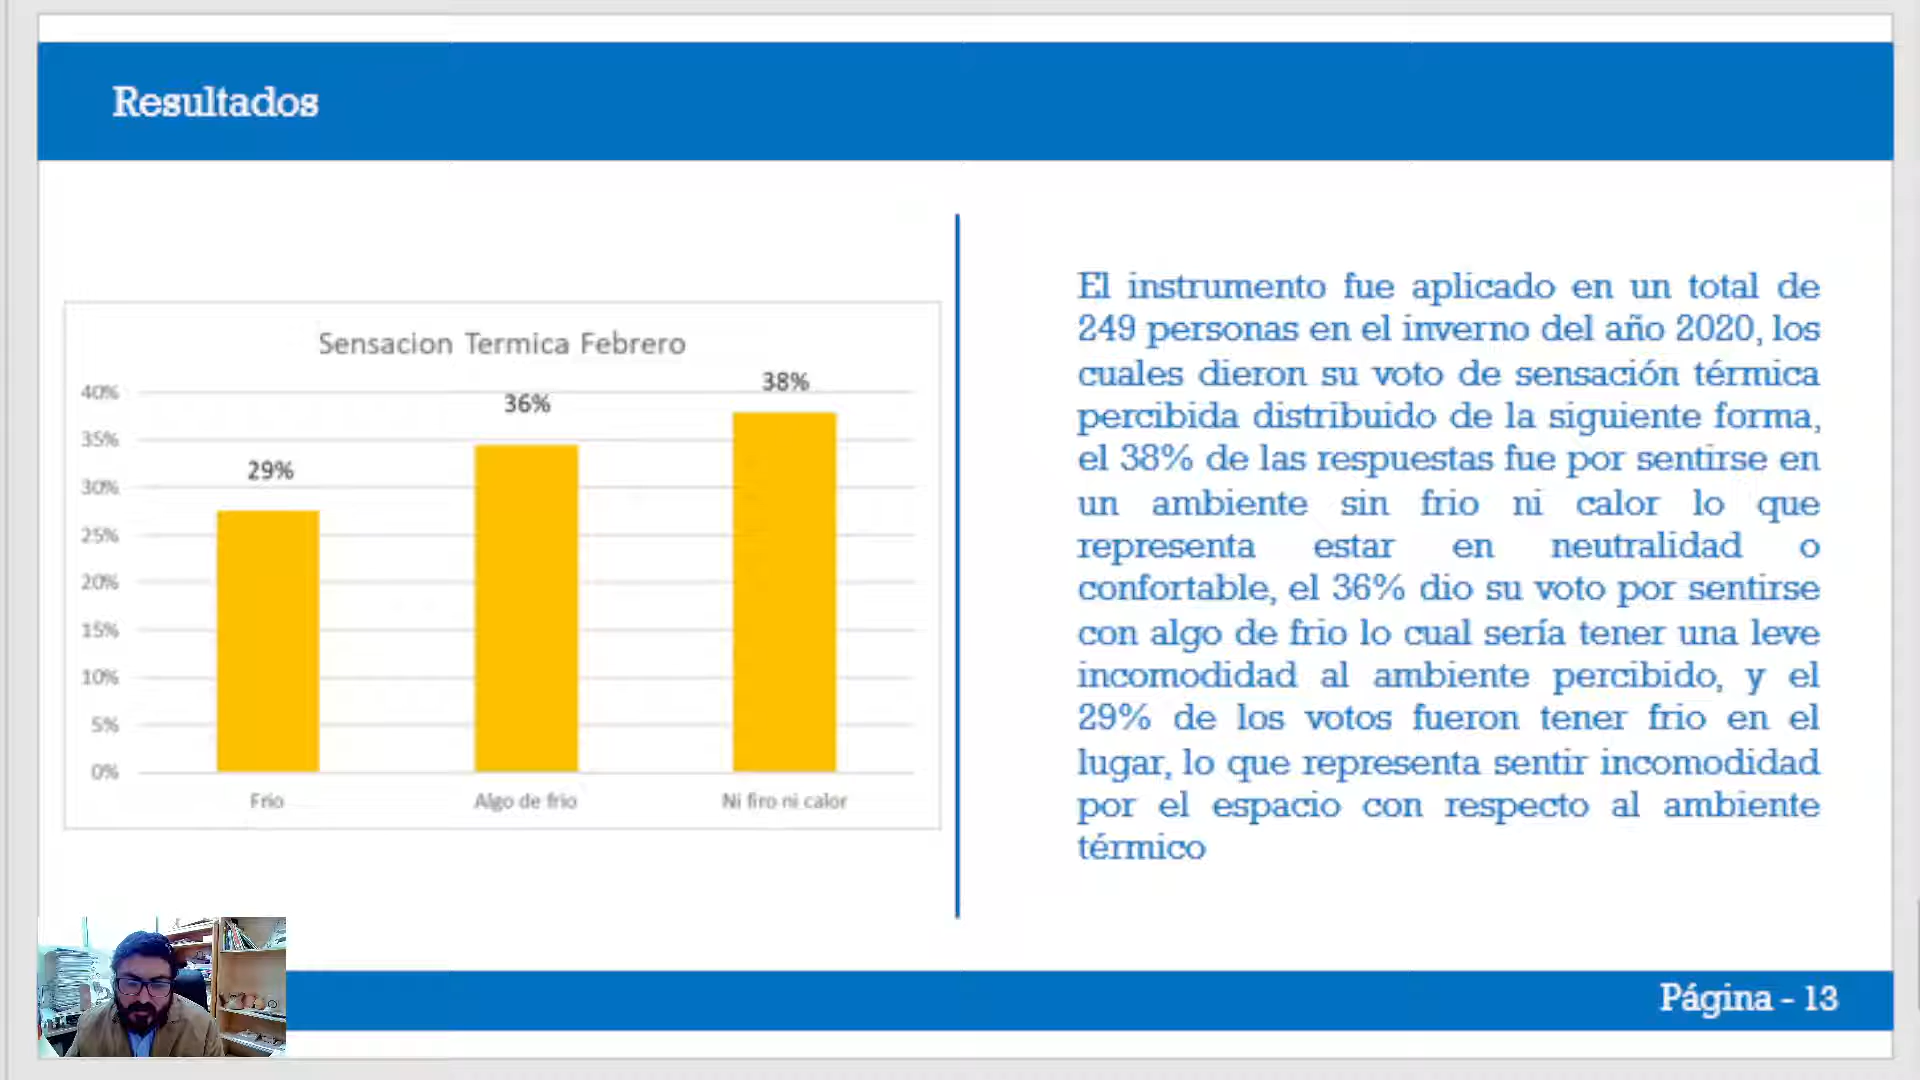 Resultados
Sensacion Termica Febrero
40%
35%
30%
25%
20%
15%
10%
5%
0%
29%
36%
38%
Frio
Algo de frio
Ni firo ni calor
El instrumento fue aplicado en un total de
249 personas en el inverno del año 2020, los
cuales dieron su voto de sensación térmica
percibida distribuido de la siguiente forma,
el 38% de las respuestas fue por sentirse en
un ambiente sin frio ni calor lo que
representa estar en neutralidad o
confortable, el 36% dio su voto por sentirse
con algo de frio lo cual sería tener una leve
incomodidad al ambiente percibido, y el
29% de los votos fueron tener frio en el
lugar, lo que representa sentir incomodidad
por el espacio con respecto al ambiente
térmico
Página - 13